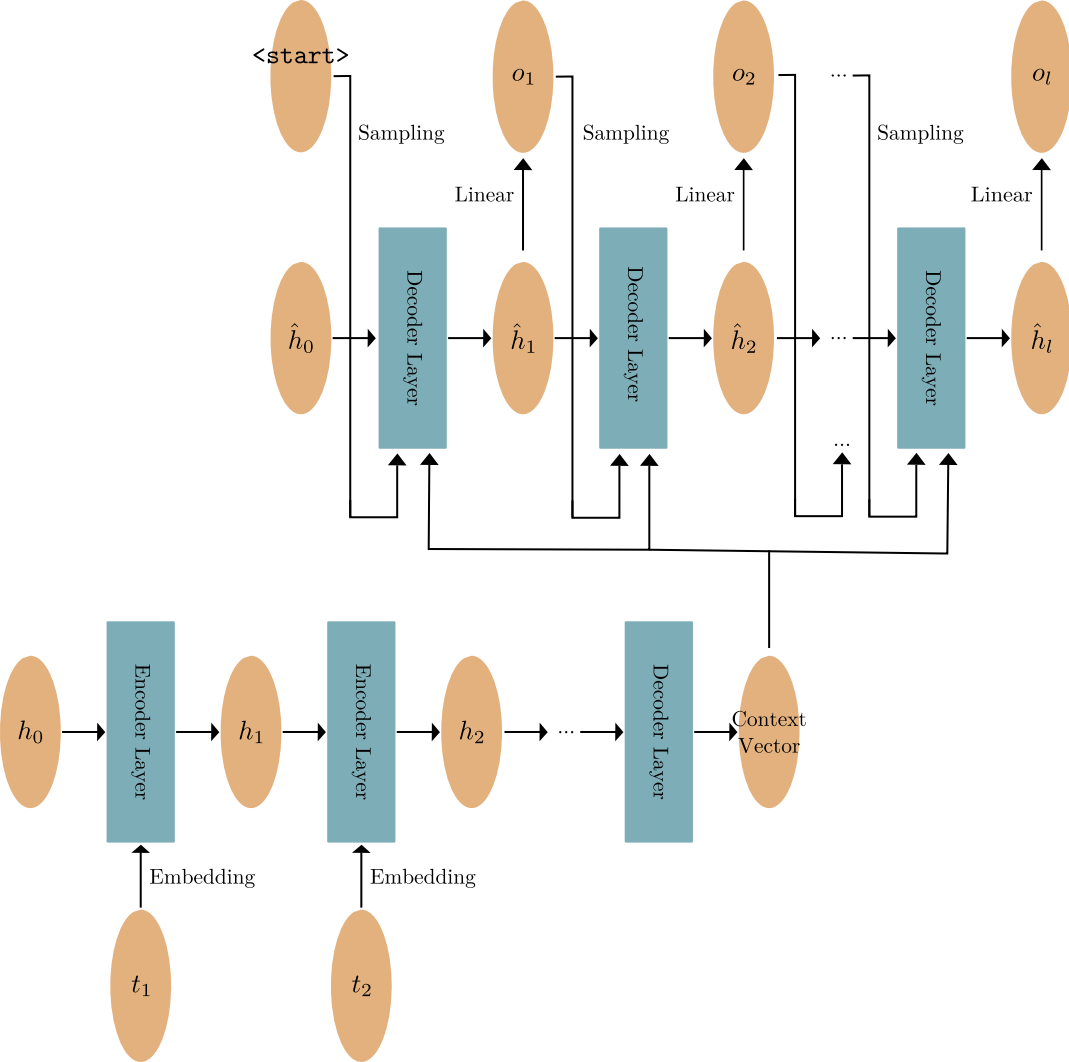 <start>
o₁
o₂
...
oₗ
Sampling
Sampling
Sampling
Linear
Linear
Linear
ĥ₀
Decoder Layer
ĥ₁
Decoder Layer
ĥ₂
...
Decoder Layer
ĥₗ
...
h₀
Encoder Layer
h₁
Encoder Layer
h₂
...
Decoder Layer
Context
Vector
Embedding
Embedding
t₁
t₂